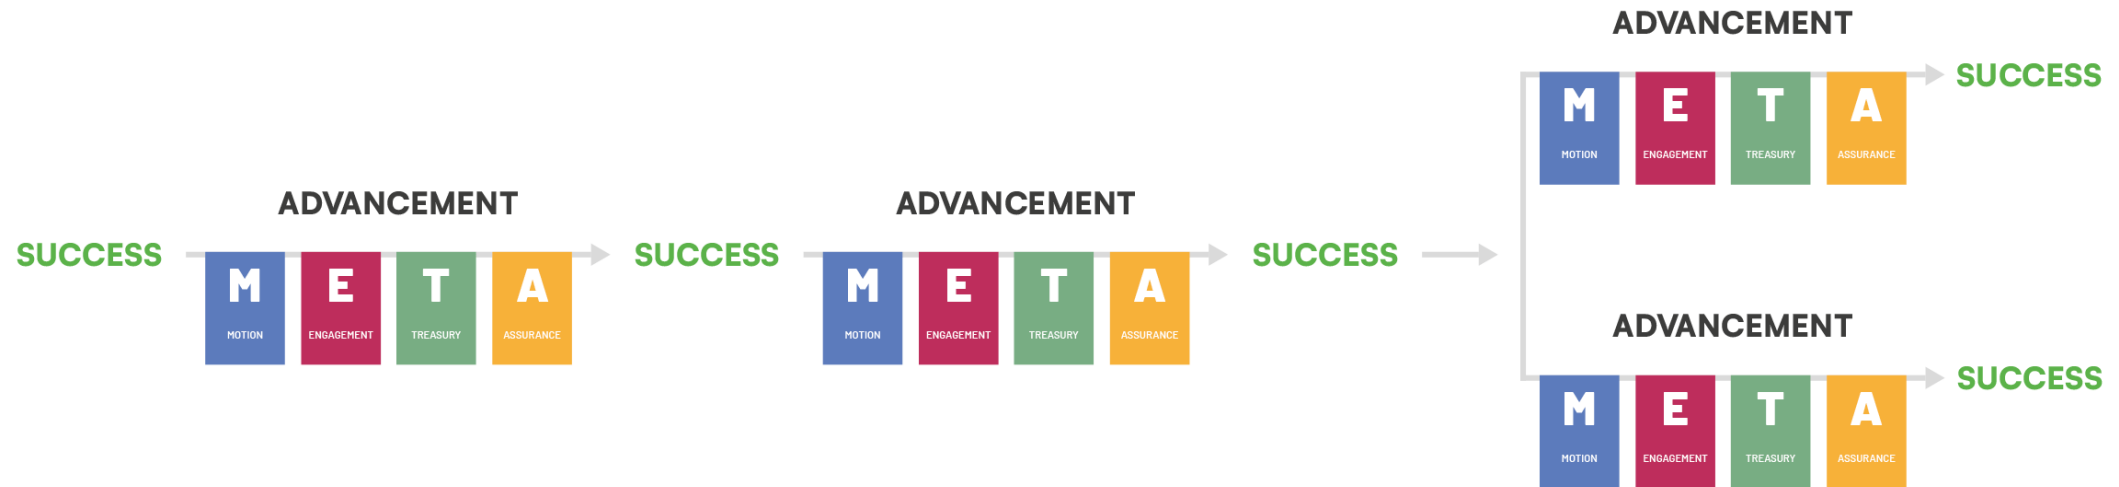 ADVANCEMENT
SUCCESS
M E T A
MOTION ENGAGEMENT TREASURY ASSURANCE
ADVANCEMENT ADVANCEMENT
SUCCESS SUCCESS SUCCESS
M E T A M E T A
MOTION ENGAGEMENT TREASURY ASSURANCE MOTION ENGAGEMENT TREASURY ASSURANCE
ADVANCEMENT
SUCCESS
M E T A
MOTION ENGAGEMENT TREASURY ASSURANCE